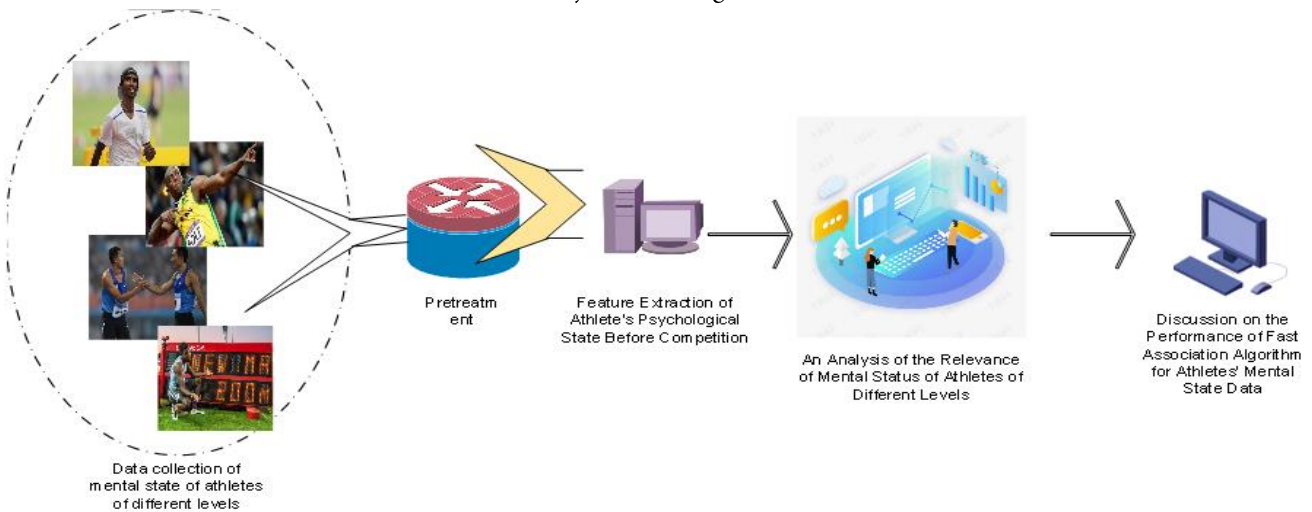 Data collection of
mental state of athletes
of different levels
Pretreatm
ent
Feature Extraction of
Athlete's Psychological
State Before Competition
An Analysis of the Relevance
of Mental Status of Athletes of
Different Levels
Discussion on the
Performance of Fast
Association Algorithm
for Athletes' Mental
State Data